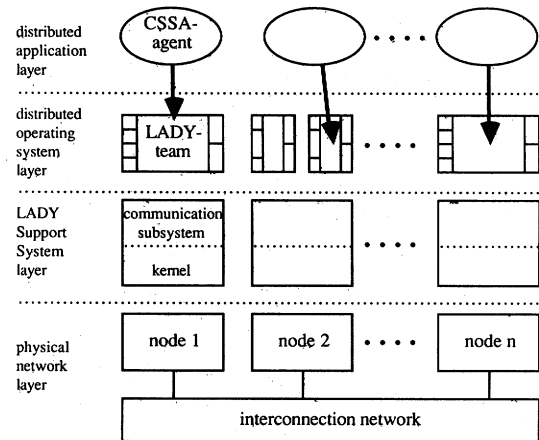 distributed
application
layer
CSSA-
agent
distributed
operating
system
layer
LADY-
team
LADY
Support
System
layer
communication
subsystem
kernel
physical
network
layer
node 1
node 2
node n
interconnection network